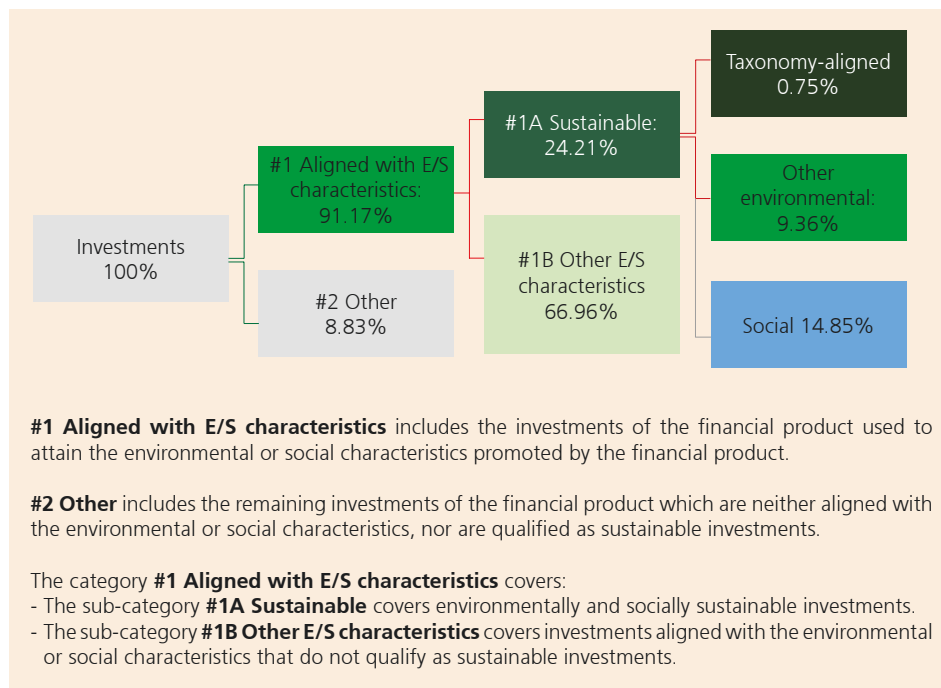 Investments
100%
#1 Aligned with E/S
characteristics:
91.17%
#2 Other
8.83%
#1A Sustainable:
24.21%
#1B Other E/S
characteristics
66.96%
Taxonomy-aligned
0.75%
Other
environmental:
9.36%
Social 14.85%
#1 Aligned with E/S characteristics includes the investments of the financial product used to
attain the environmental or social characteristics promoted by the financial product.
#2 Other includes the remaining investments of the financial product which are neither aligned with
the environmental or social characteristics, nor are qualified as sustainable investments.
The category #1 Aligned with E/S characteristics covers:
- The sub-category #1A Sustainable covers environmentally and socially sustainable investments.
- The sub-category #1B Other E/S characteristics covers investments aligned with the environmental
or social characteristics that do not qualify as sustainable investments.